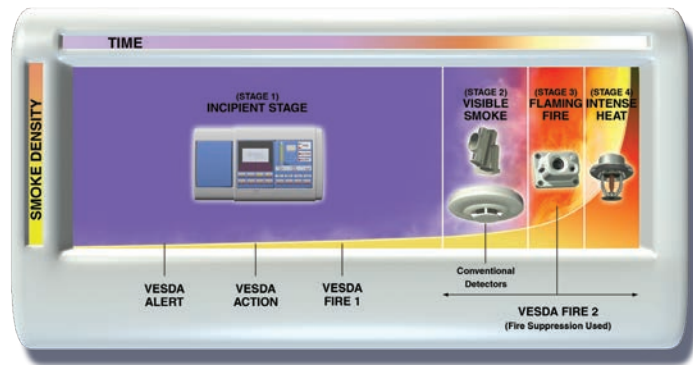 TIME
SMOKE DENSITY
(STAGE 1)
INCIPIENT STAGE
(STAGE 2)
VISIBLE
SMOKE
(STAGE 3)
FLAMING
FIRE
(STAGE 4)
INTENSE
HEAT
VESDA
ALERT
VESDA
ACTION
VESDA
FIRE 1
Conventional
Detectors
VESDA FIRE 2
(Fire Suppression Used)